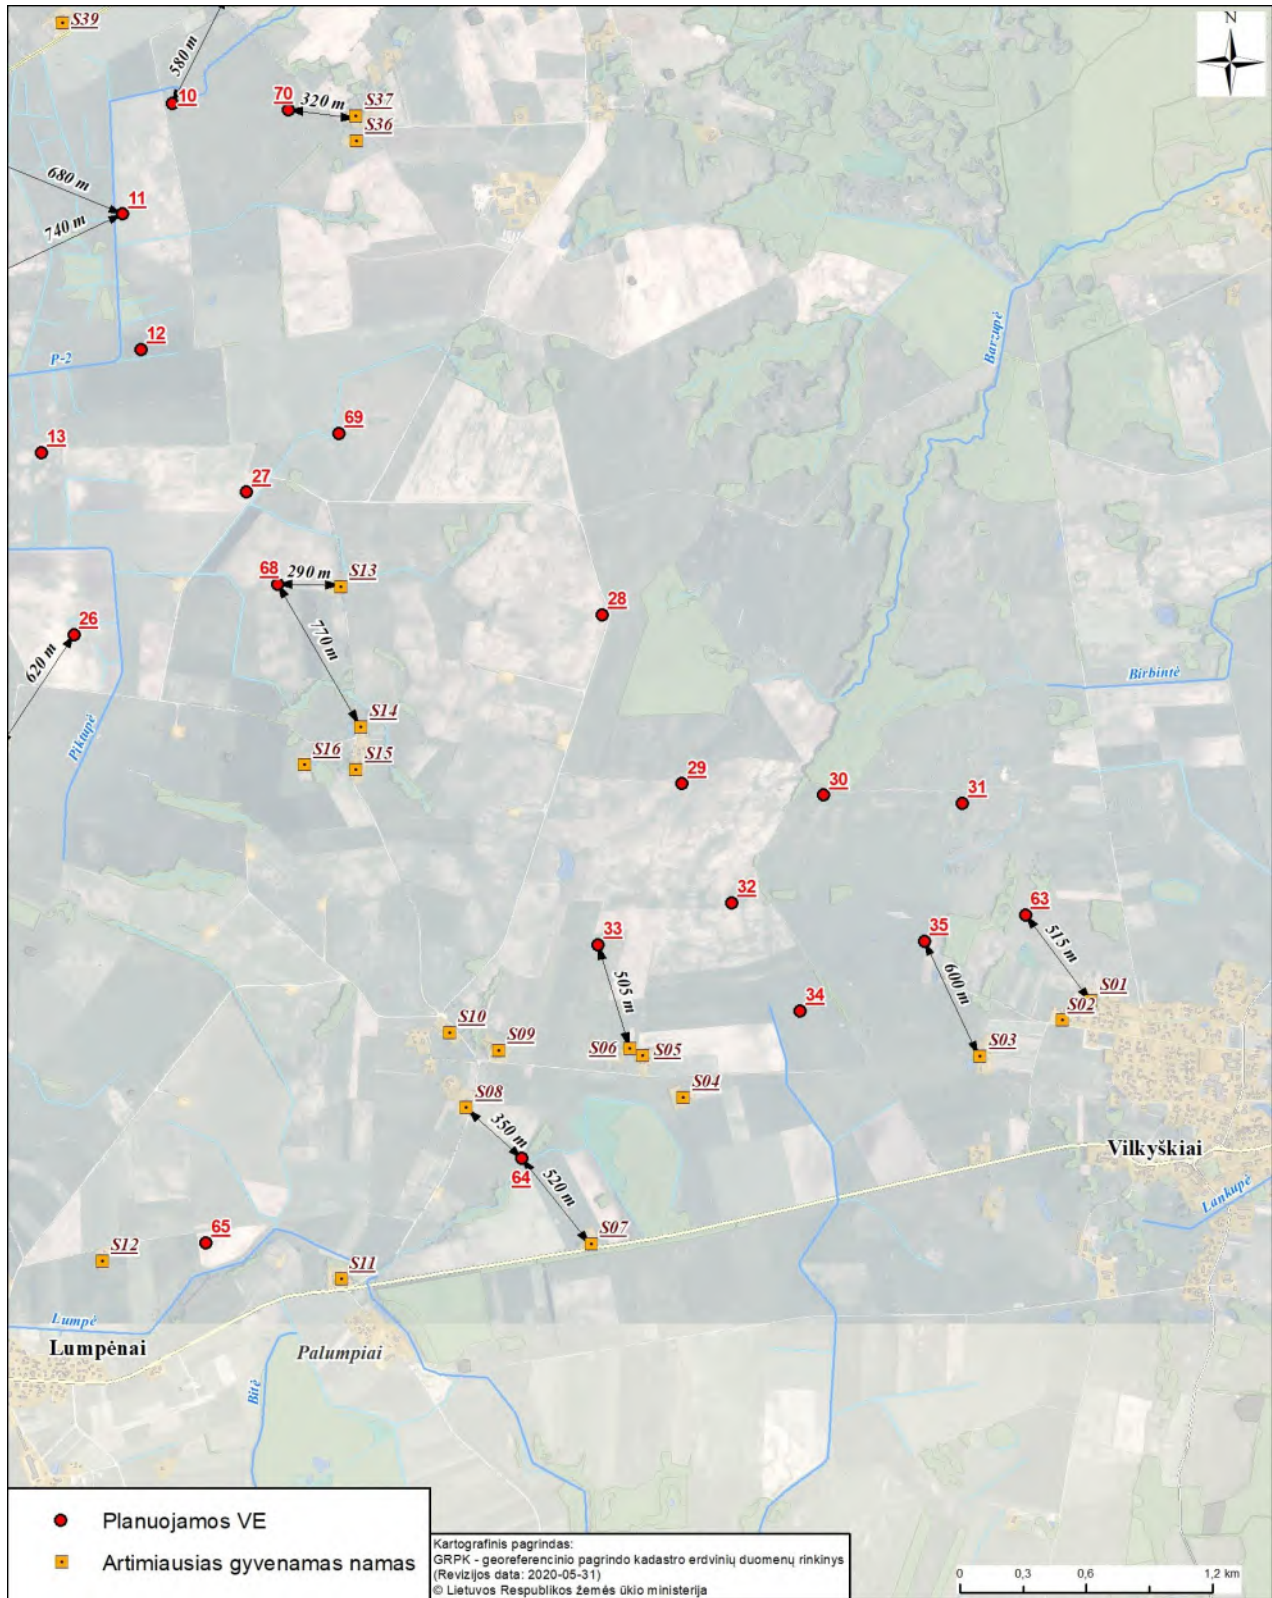 S39
N
580 m
10
70
320 m
S37
S36
680 m
11
740 m
12
P-2
Barzupė
69
13
27
68
290 m
S13
28
26
620 m
770 m
Birbintė
Piktupė
S14
S16
S15
29
30
31
32
63
33
35
515 m
505 m
600 m
S01
34
S02
S10
S09
S06
S05
S03
S04
S08
350 m
Vilkyškiai
64
520 m
Lankupė
65
S07
S12
S11
Lumpė
Lumpėnai
Palumpiai
Bitė
Planuojamos VE
Artimiausias gyvenamas namas
Kartografinis pagrindas:
GRPK - georeferencinio pagrindo kadastro erdvinių duomenų rinkinys
(Revizijos data: 2020-05-31)
© Lietuvos Respublikos žemės ūkio ministerija
0 0,3 0,6 1,2 km